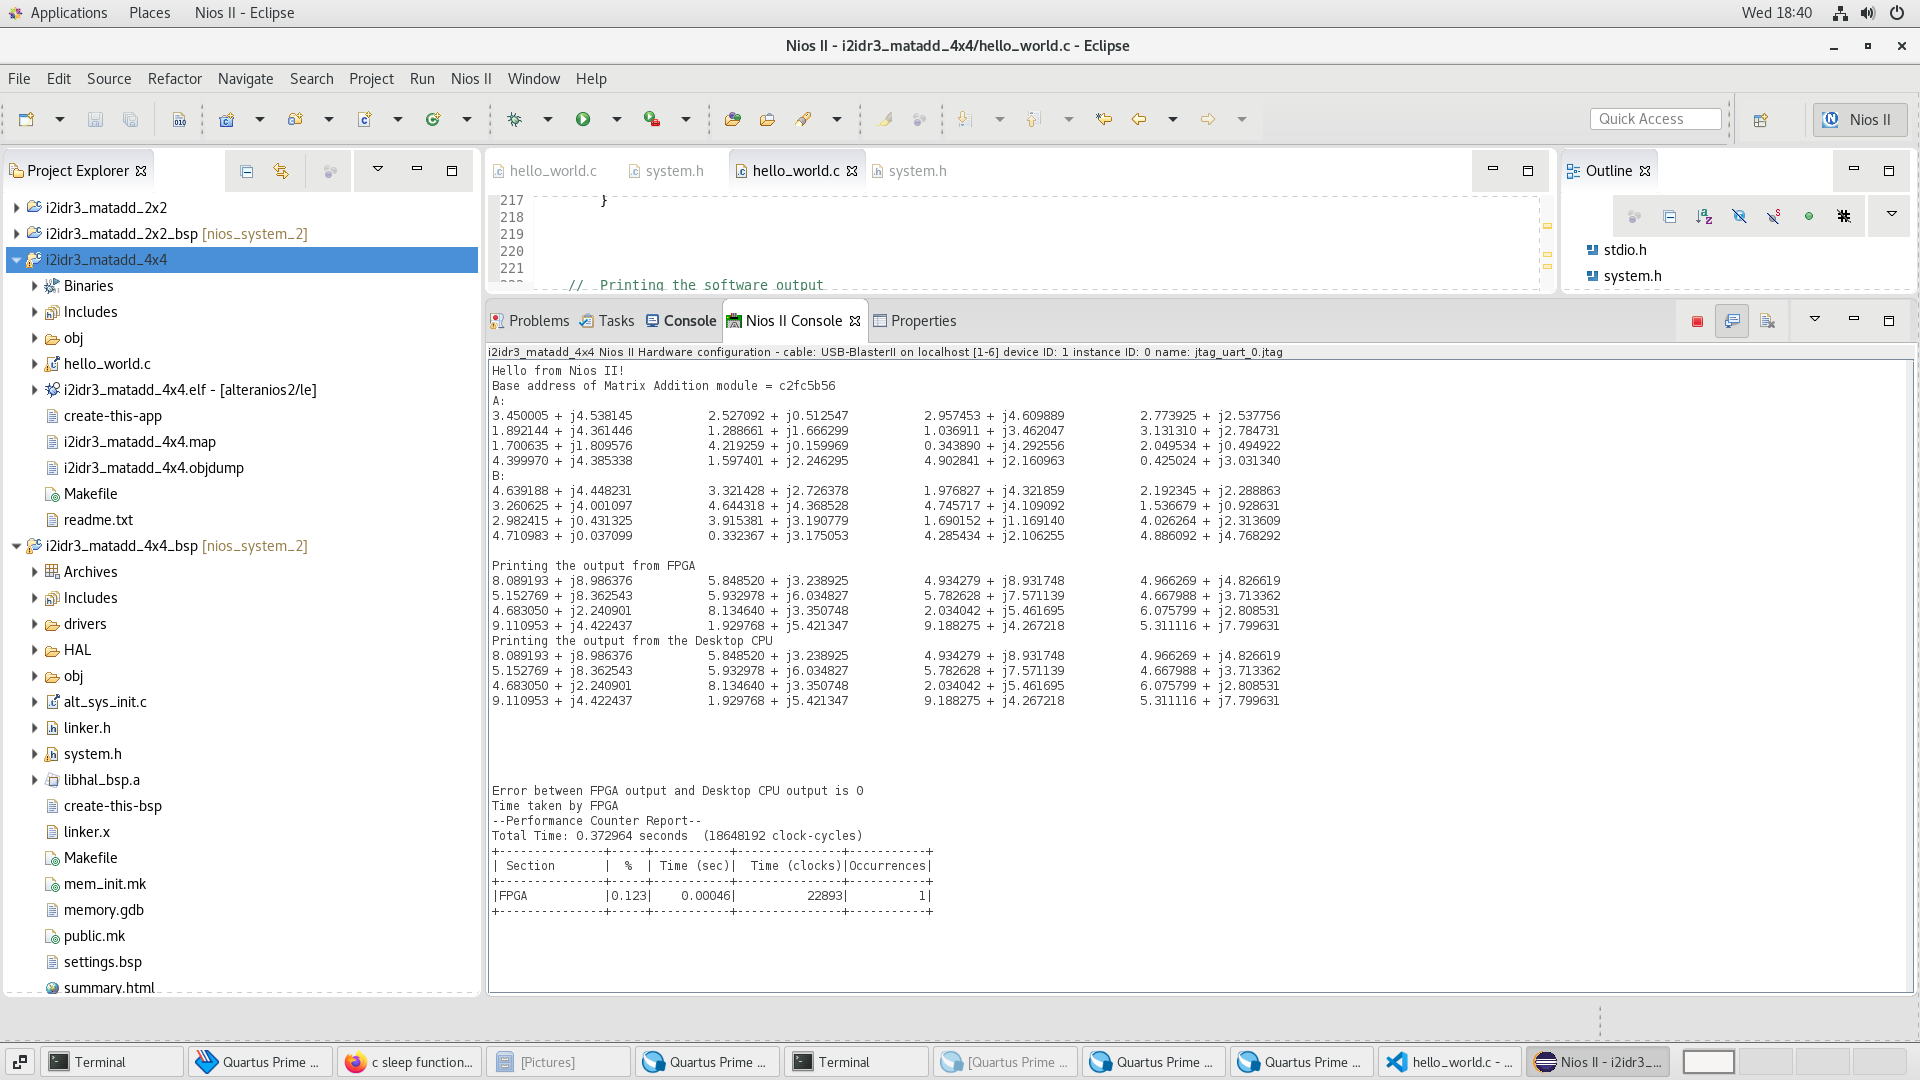 Applications Places Nios II - Eclipse Wed 18:40
Nios II - i2idr3_matadd_4x4/hello_world.c - Eclipse
File Edit Source Refactor Navigate Search Project Run Nios II Window Help
Quick Access Nios II
Project Explorer
i2idr3_matadd_2x2
i2idr3_matadd_2x2_bsp [nios_system_2]
i2idr3_matadd_4x4
Binaries
Includes
obj
hello_world.c
i2idr3_matadd_4x4.elf - [alteranios2/le]
create-this-app
i2idr3_matadd_4x4.map
i2idr3_matadd_4x4.objdump
Makefile
readme.txt
i2idr3_matadd_4x4_bsp [nios_system_2]
Archives
Includes
drivers
HAL
obj
alt_sys_init.c
linker.h
system.h
libhal_bsp.a
create-this-bsp
linker.x
Makefile
mem_init.mk
memory.gdb
public.mk
settings.bsp
summary.html
hello_world.c system.h hello_world.c system.h
217 }
218
219
220
221
// Printing the software output
Outline
stdio.h
system.h
Problems Tasks Console Nios II Console Properties
i2idr3_matadd_4x4 Nios II Hardware configuration - cable: USB-BlasterII on localhost [1-6] device ID: 1 instance ID: 0 name: jtag_uart_0.jtag
Hello from Nios II!
Base address of Matrix Addition module = c2fc5b56
A:
3.450005 + j4.538145 2.527092 + j0.512547 2.957453 + j4.609889 2.773925 + j2.537756
1.892144 + j4.361446 1.288661 + j1.666299 1.036911 + j3.462047 3.131310 + j2.784731
1.700635 + j1.809576 4.219259 + j0.159969 0.343890 + j4.292556 2.049534 + j0.494922
4.399970 + j4.385338 1.597401 + j2.246295 4.902841 + j2.160963 0.425024 + j3.031340
B:
4.639188 + j4.448231 3.321428 + j2.726378 1.976827 + j4.321859 2.192345 + j2.288863
3.260625 + j4.001097 4.644318 + j4.368528 4.745717 + j4.109092 1.536679 + j0.928631
2.982415 + j0.431325 3.915381 + j3.190779 1.690152 + j1.169140 4.026264 + j2.313609
4.710983 + j0.037099 0.332367 + j3.175053 4.285434 + j2.106255 4.886092 + j4.768292
Printing the output from FPGA
8.089193 + j8.986376 5.848520 + j3.238925 4.934279 + j8.931748 4.966269 + j4.826619
5.152769 + j8.362543 5.932978 + j6.034827 5.782628 + j7.571139 4.667988 + j3.713362
4.683050 + j2.240901 8.134640 + j3.350748 2.034042 + j5.461695 6.075799 + j2.808531
9.110953 + j4.422437 1.929768 + j5.421347 9.188275 + j4.267218 5.311116 + j7.799631
Printing the output from the Desktop CPU
8.089193 + j8.986376 5.848520 + j3.238925 4.934279 + j8.931748 4.966269 + j4.826619
5.152769 + j8.362543 5.932978 + j6.034827 5.782628 + j7.571139 4.667988 + j3.713362
4.683050 + j2.240901 8.134640 + j3.350748 2.034042 + j5.461695 6.075799 + j2.808531
9.110953 + j4.422437 1.929768 + j5.421347 9.188275 + j4.267218 5.311116 + j7.799631
Error between FPGA output and Desktop CPU output is 0
Time taken by FPGA
--Performance Counter Report--
Total Time: 0.372964 seconds (18648192 clock-cycles)
+---------------+-----+-----------+---------------+-----------+
| Section | % | Time (sec)| Time (clocks)|Occurrences|
+---------------+-----+-----------+---------------+-----------+
|FPGA |0.123| 0.00046| 22893| 1|
+---------------+-----+-----------+---------------+-----------+
Terminal Quartus Prime ... c sleep function... [Pictures] Quartus Prime ... Terminal [Quartus Prime ... Quartus Prime ... Quartus Prime ... hello_world.c - ... Nios II - i2idr3_...